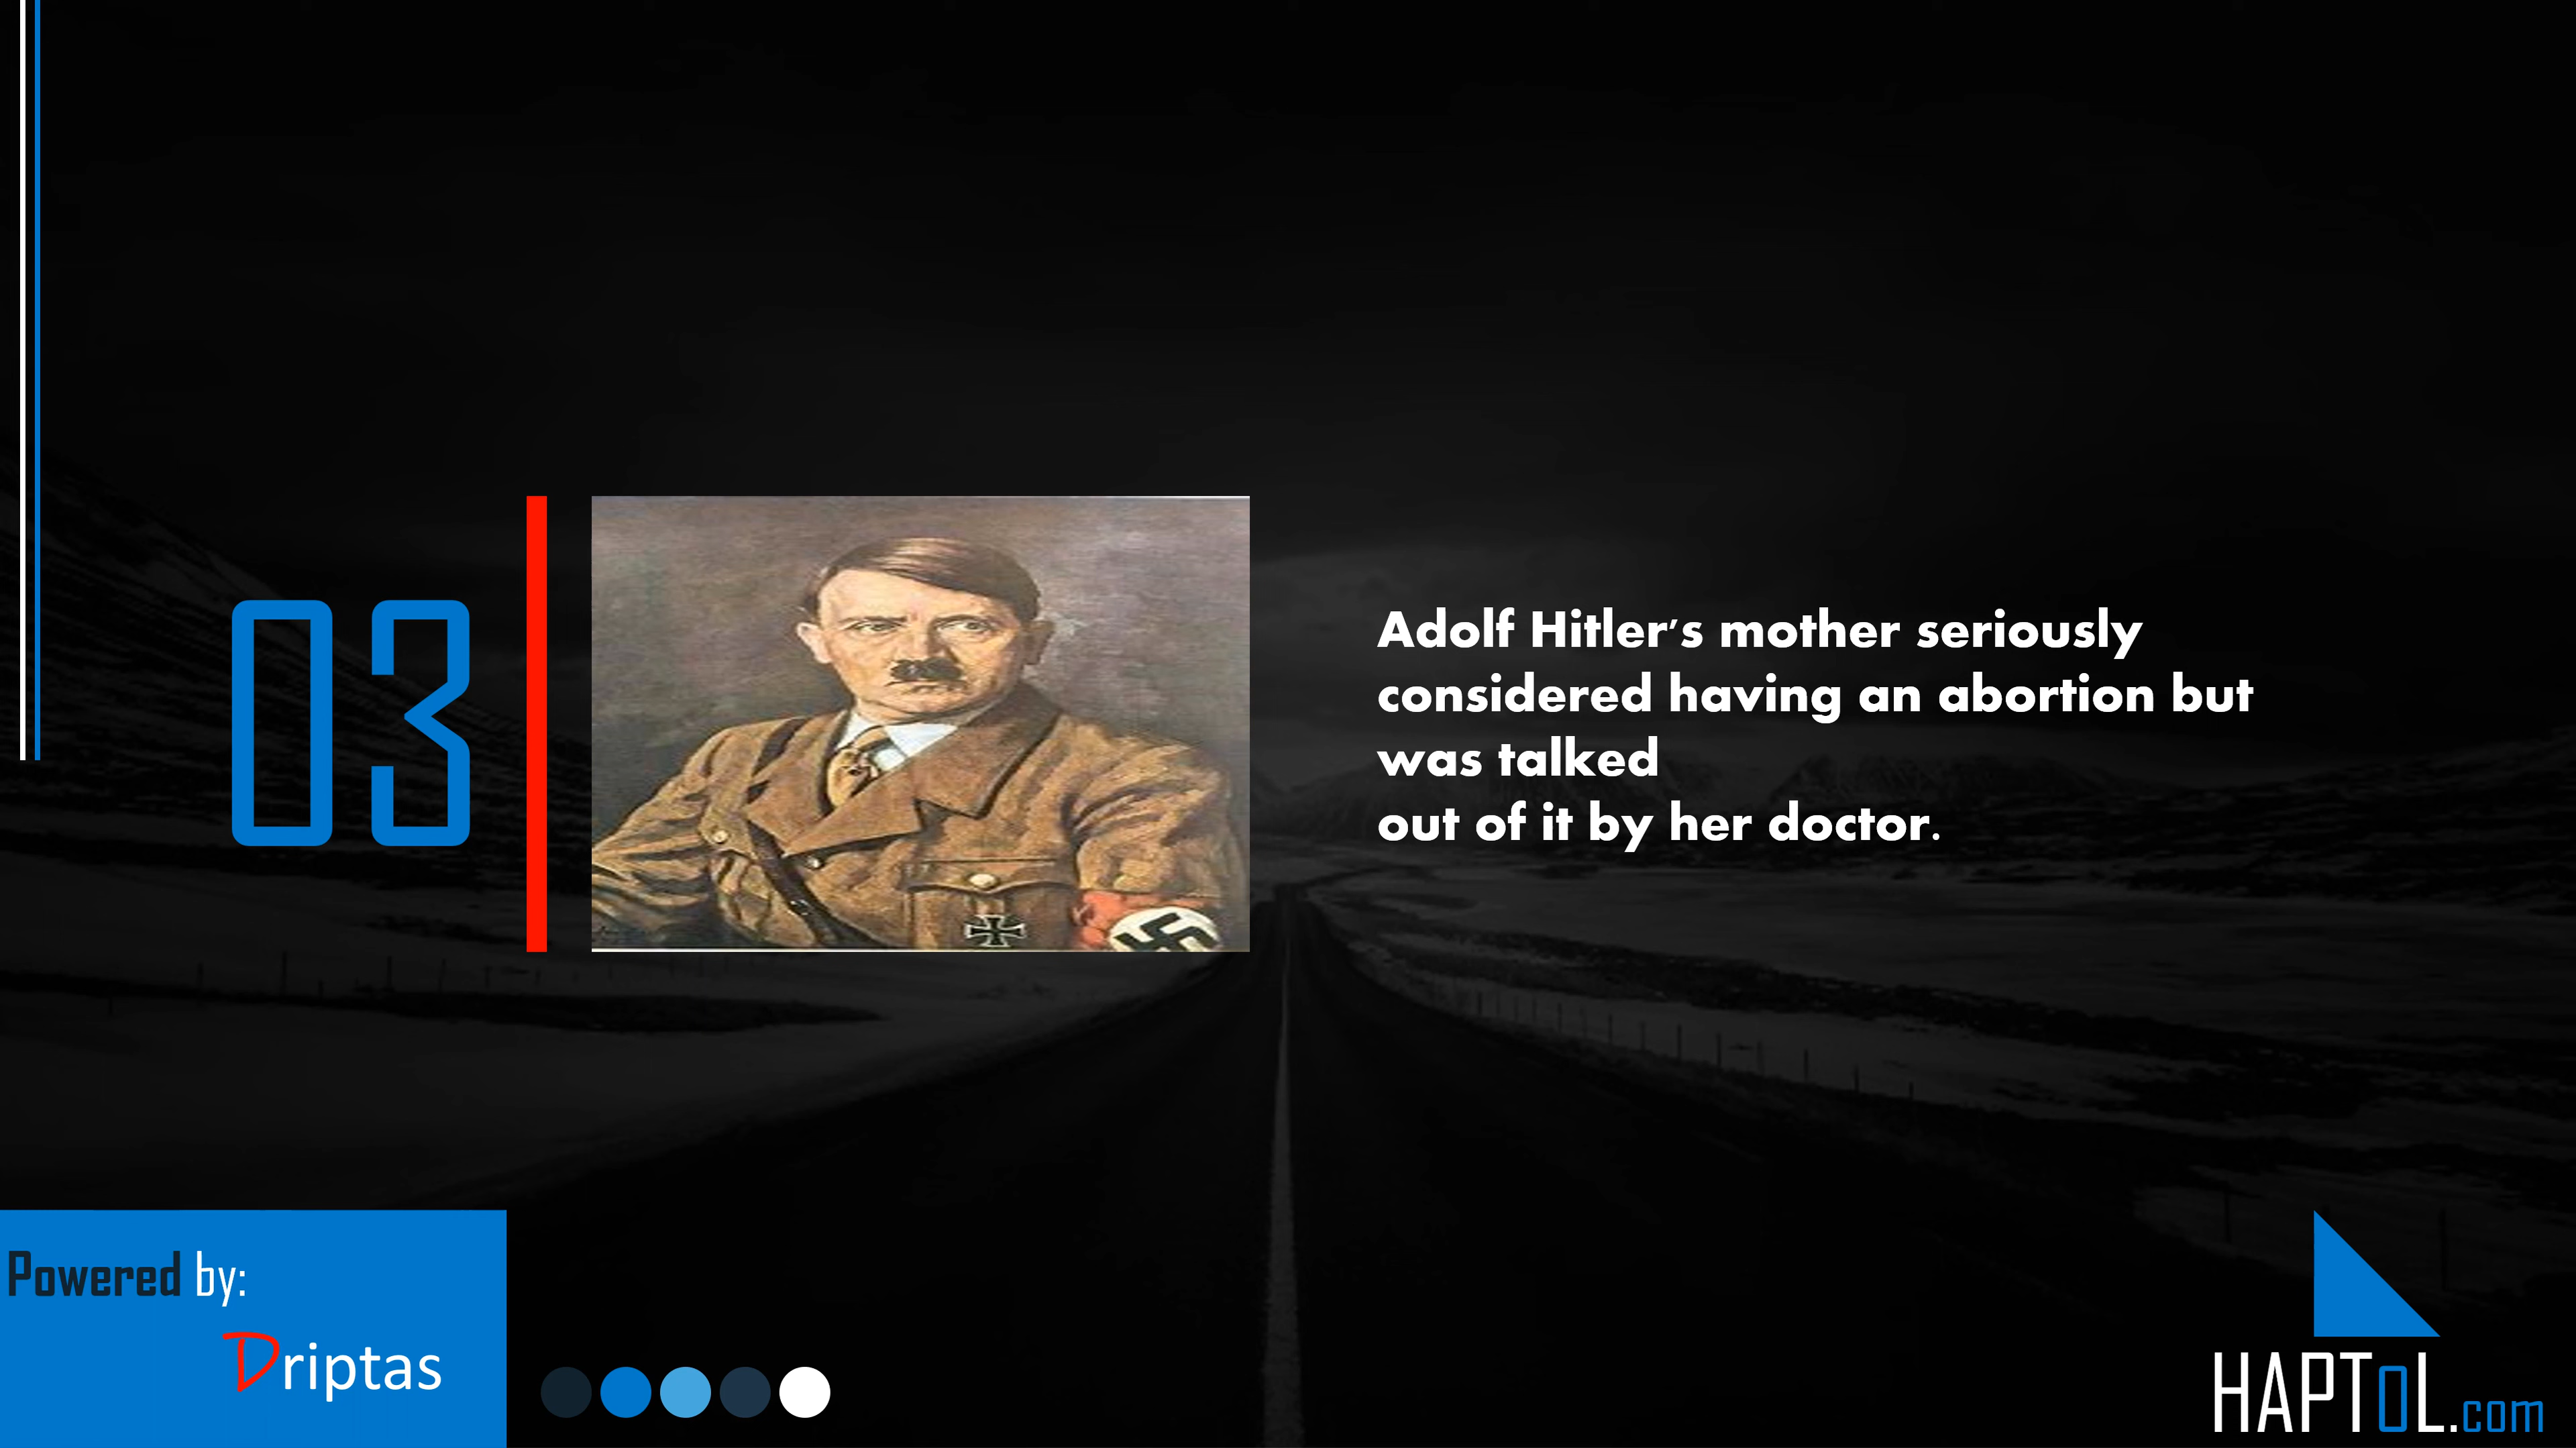 03
Adolf Hitler's mother seriously
considered having an abortion but
was talked
out of it by her doctor.
Powered by:
Driptas
HAPToL.com